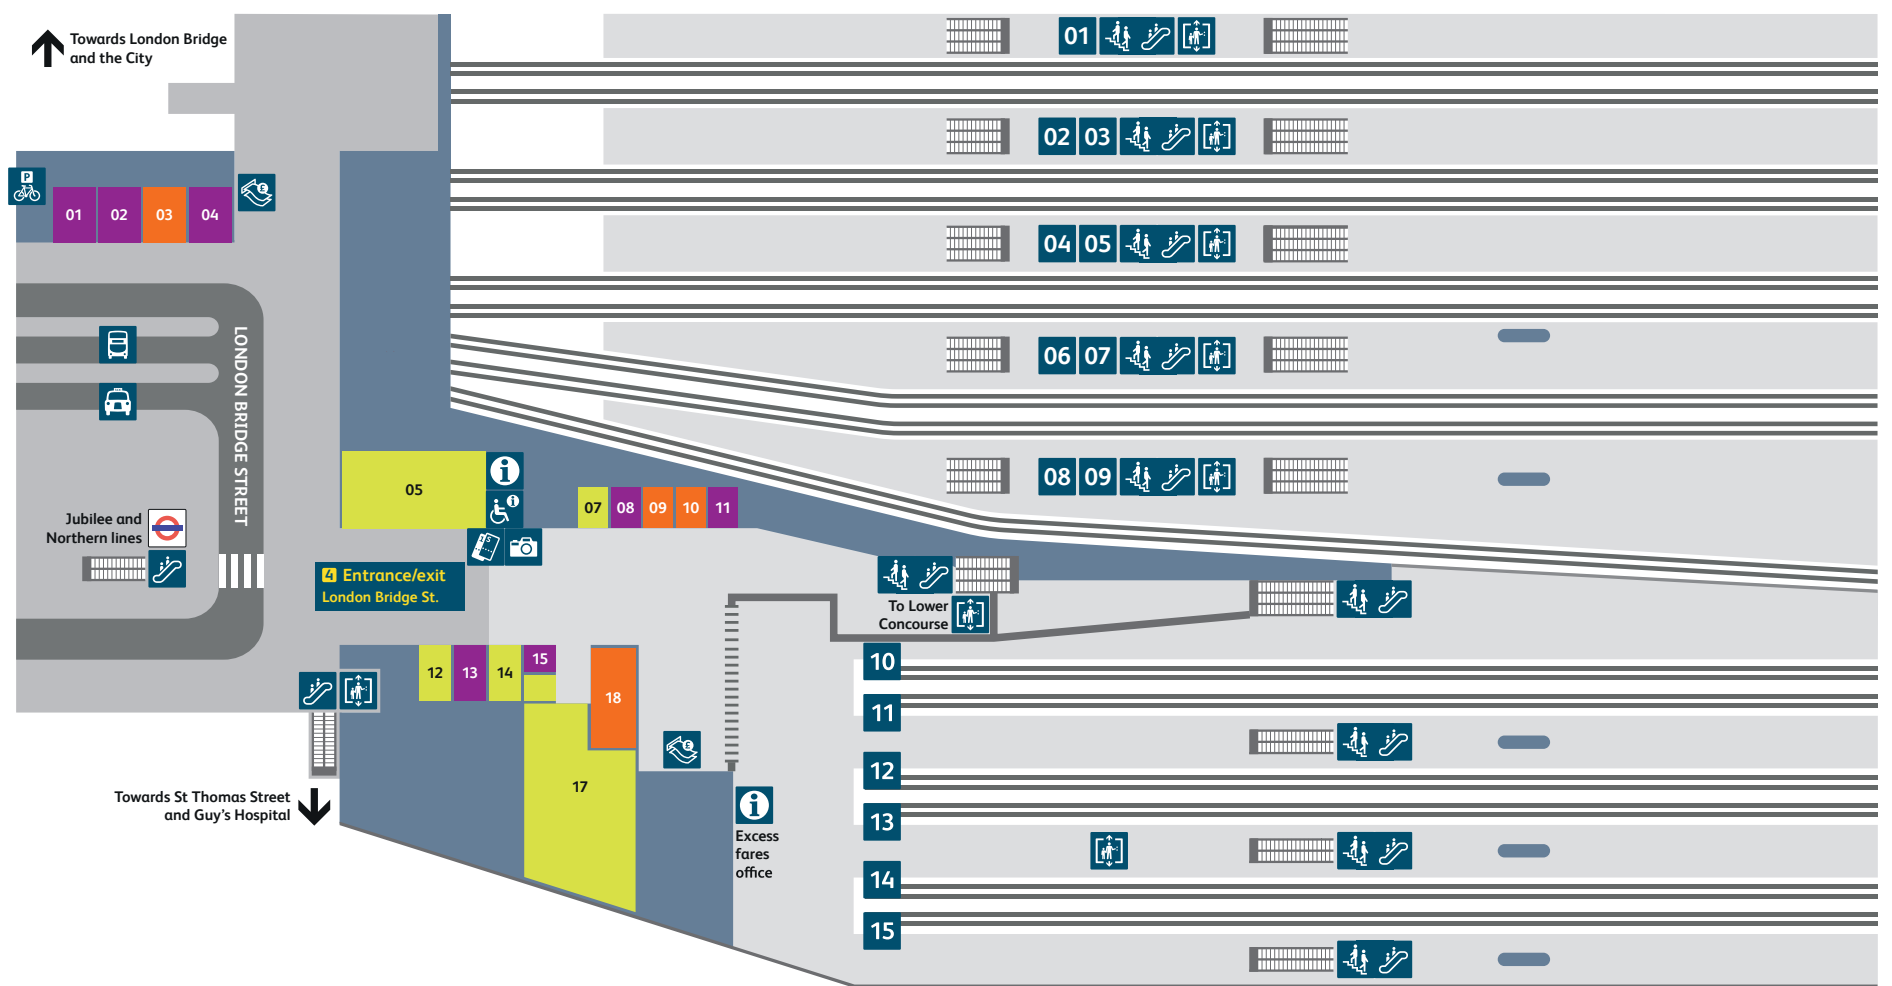 Towards London Bridge
and the City
01
02 03
04 05
06 07
08 09
P
01 02 03 04
£
LONDON BRIDGE STREET
Jubilee and
Northern lines
05
i
i
07 08 09 10 11
4 Entrance/exit
London Bridge St.
To Lower
Concourse
12 13 14 15
18
17
£
10
11
12
13
14
15
Towards St Thomas Street
and Guy's Hospital
i
Excess
fares
office